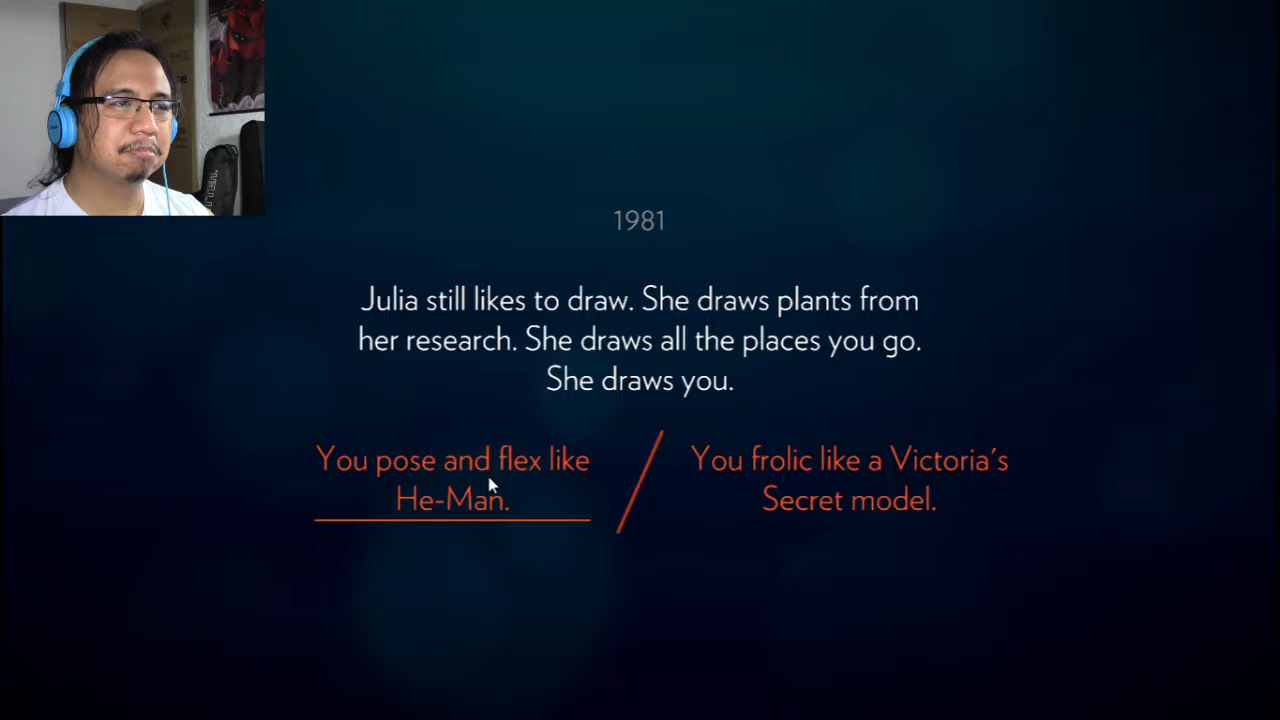 1981
Julia still likes to draw. She draws plants from
her research. She draws all the places you go.
She draws you.
You pose and flex like
He-Man.
You frolic like a Victoria's
Secret model.